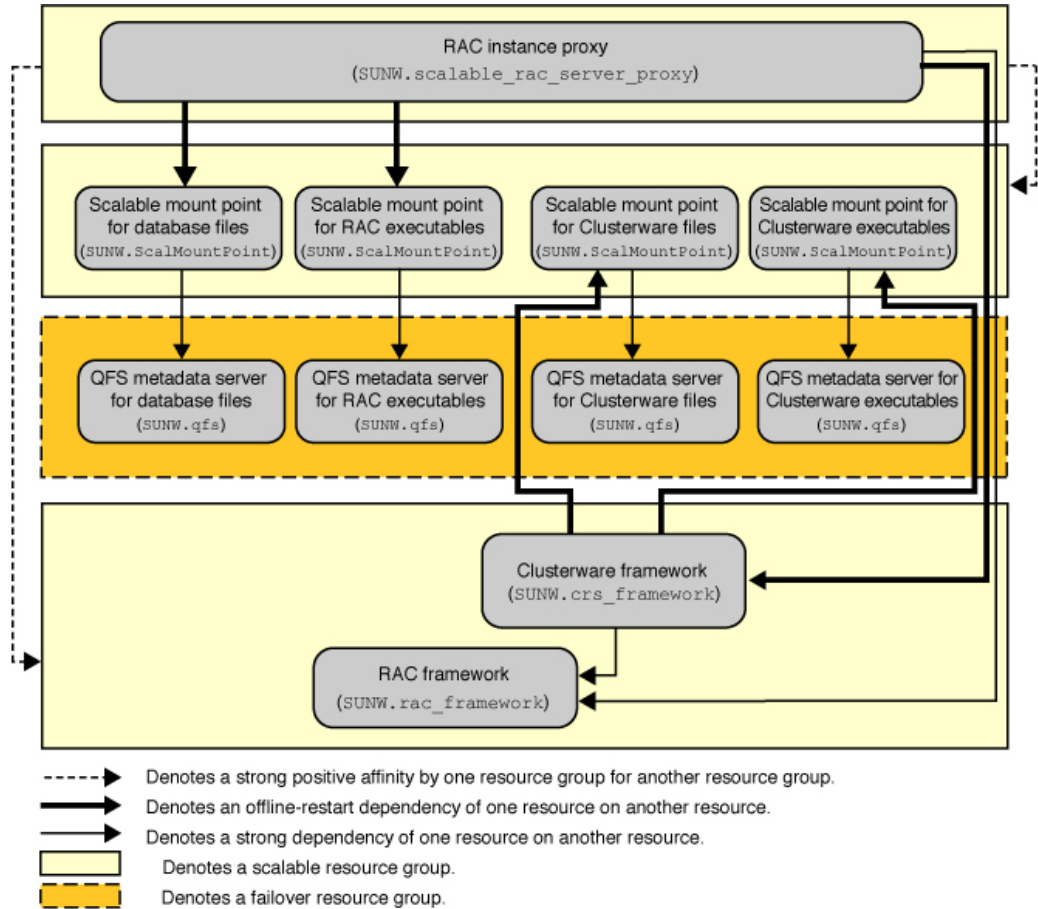 RAC instance proxy
(SUNW.scalable_rac_server_proxy)
Scalable mount point
for database files
(SUNW.ScalMountPoint)
Scalable mount point
for RAC executables
(SUNW.ScalMountPoint)
Scalable mount point
for Clusterware files
(SUNW.ScalMountPoint)
Scalable mount point for
Clusterware executables
(SUNW.ScalMountPoint)
QFS metadata server
for database files
(SUNW.qfs)
QFS metadata server
for RAC executables
(SUNW.qfs)
QFS metadata server
for Clusterware files
(SUNW.qfs)
QFS metadata server for
Clusterware executables
(SUNW.qfs)
Clusterware framework
(SUNW.crs_framework)
RAC framework
(SUNW.rac_framework)
Denotes a strong positive affinity by one resource group for another resource group.
Denotes an offline-restart dependency of one resource on another resource.
Denotes a strong dependency of one resource on another resource.
Denotes a scalable resource group.
Denotes a failover resource group.